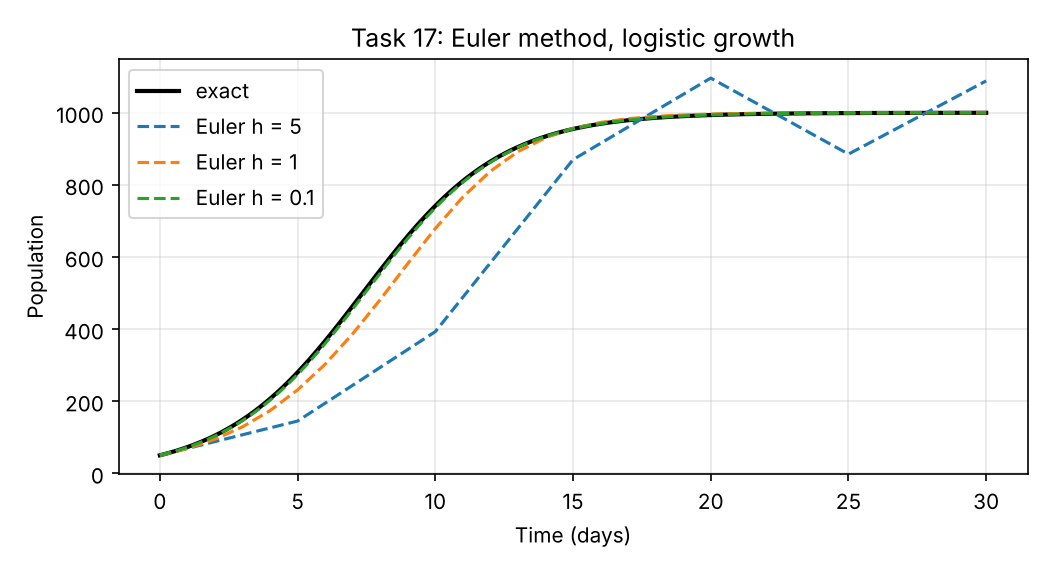 Task 17: Euler method, logistic growth
exact
Euler h = 5
Euler h = 1
Euler h = 0.1
Population
1000
800
600
400
200
0
0 5 10 15 20 25 30
Time (days)